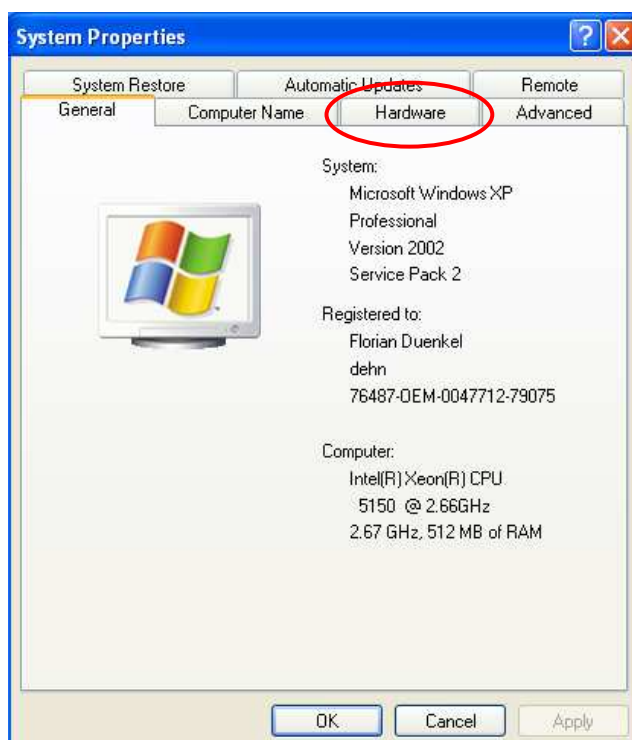 System Properties
System Restore Automatic Updates Remote
General Computer Name Hardware Advanced
System:
Microsoft Windows XP
Professional
Version 2002
Service Pack 2
Registered to:
Florian Duenkel
dehn
76487-OEM-0047712-79075
Computer:
Intel(R) Xeon(R) CPU
5150 @ 2.66GHz
2.67 GHz, 512 MB of RAM
OK Cancel Apply